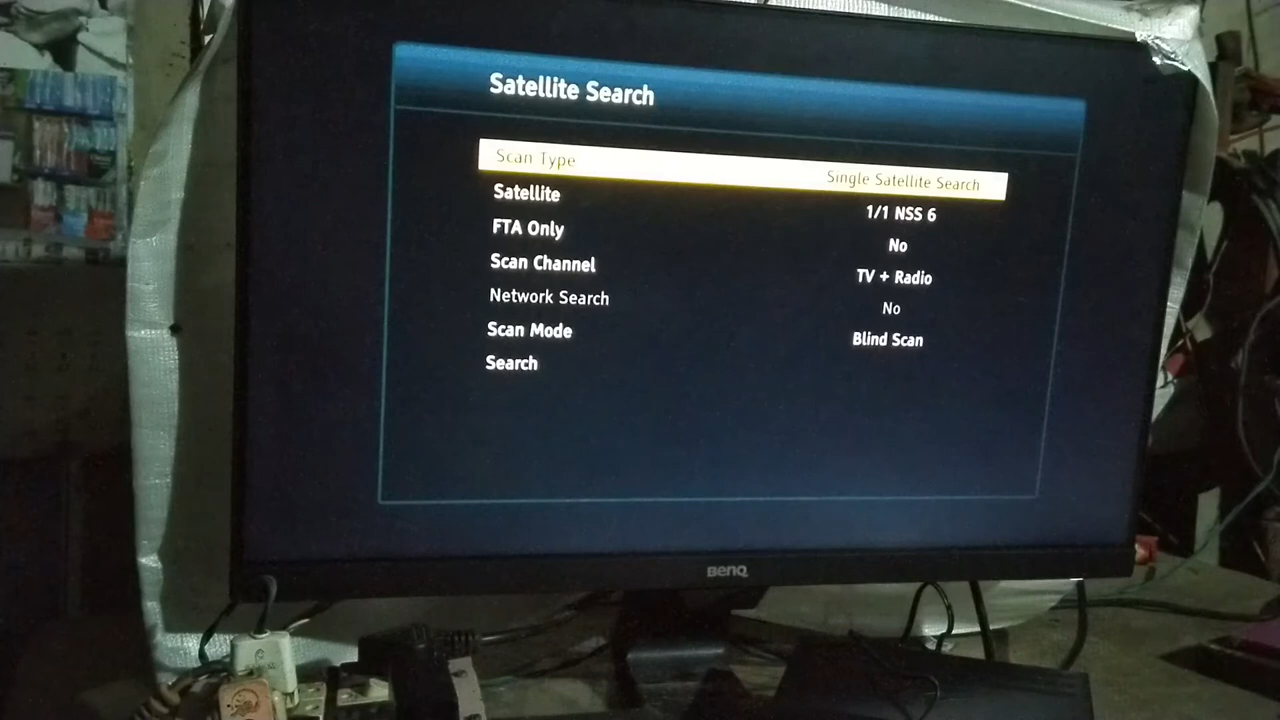 Satellite Search
Scan Type Single Satellite Search
Satellite 1/1 NSS 6
FTA Only No
Scan Channel TV + Radio
Network Search No
Scan Mode Blind Scan
Search
BenQ